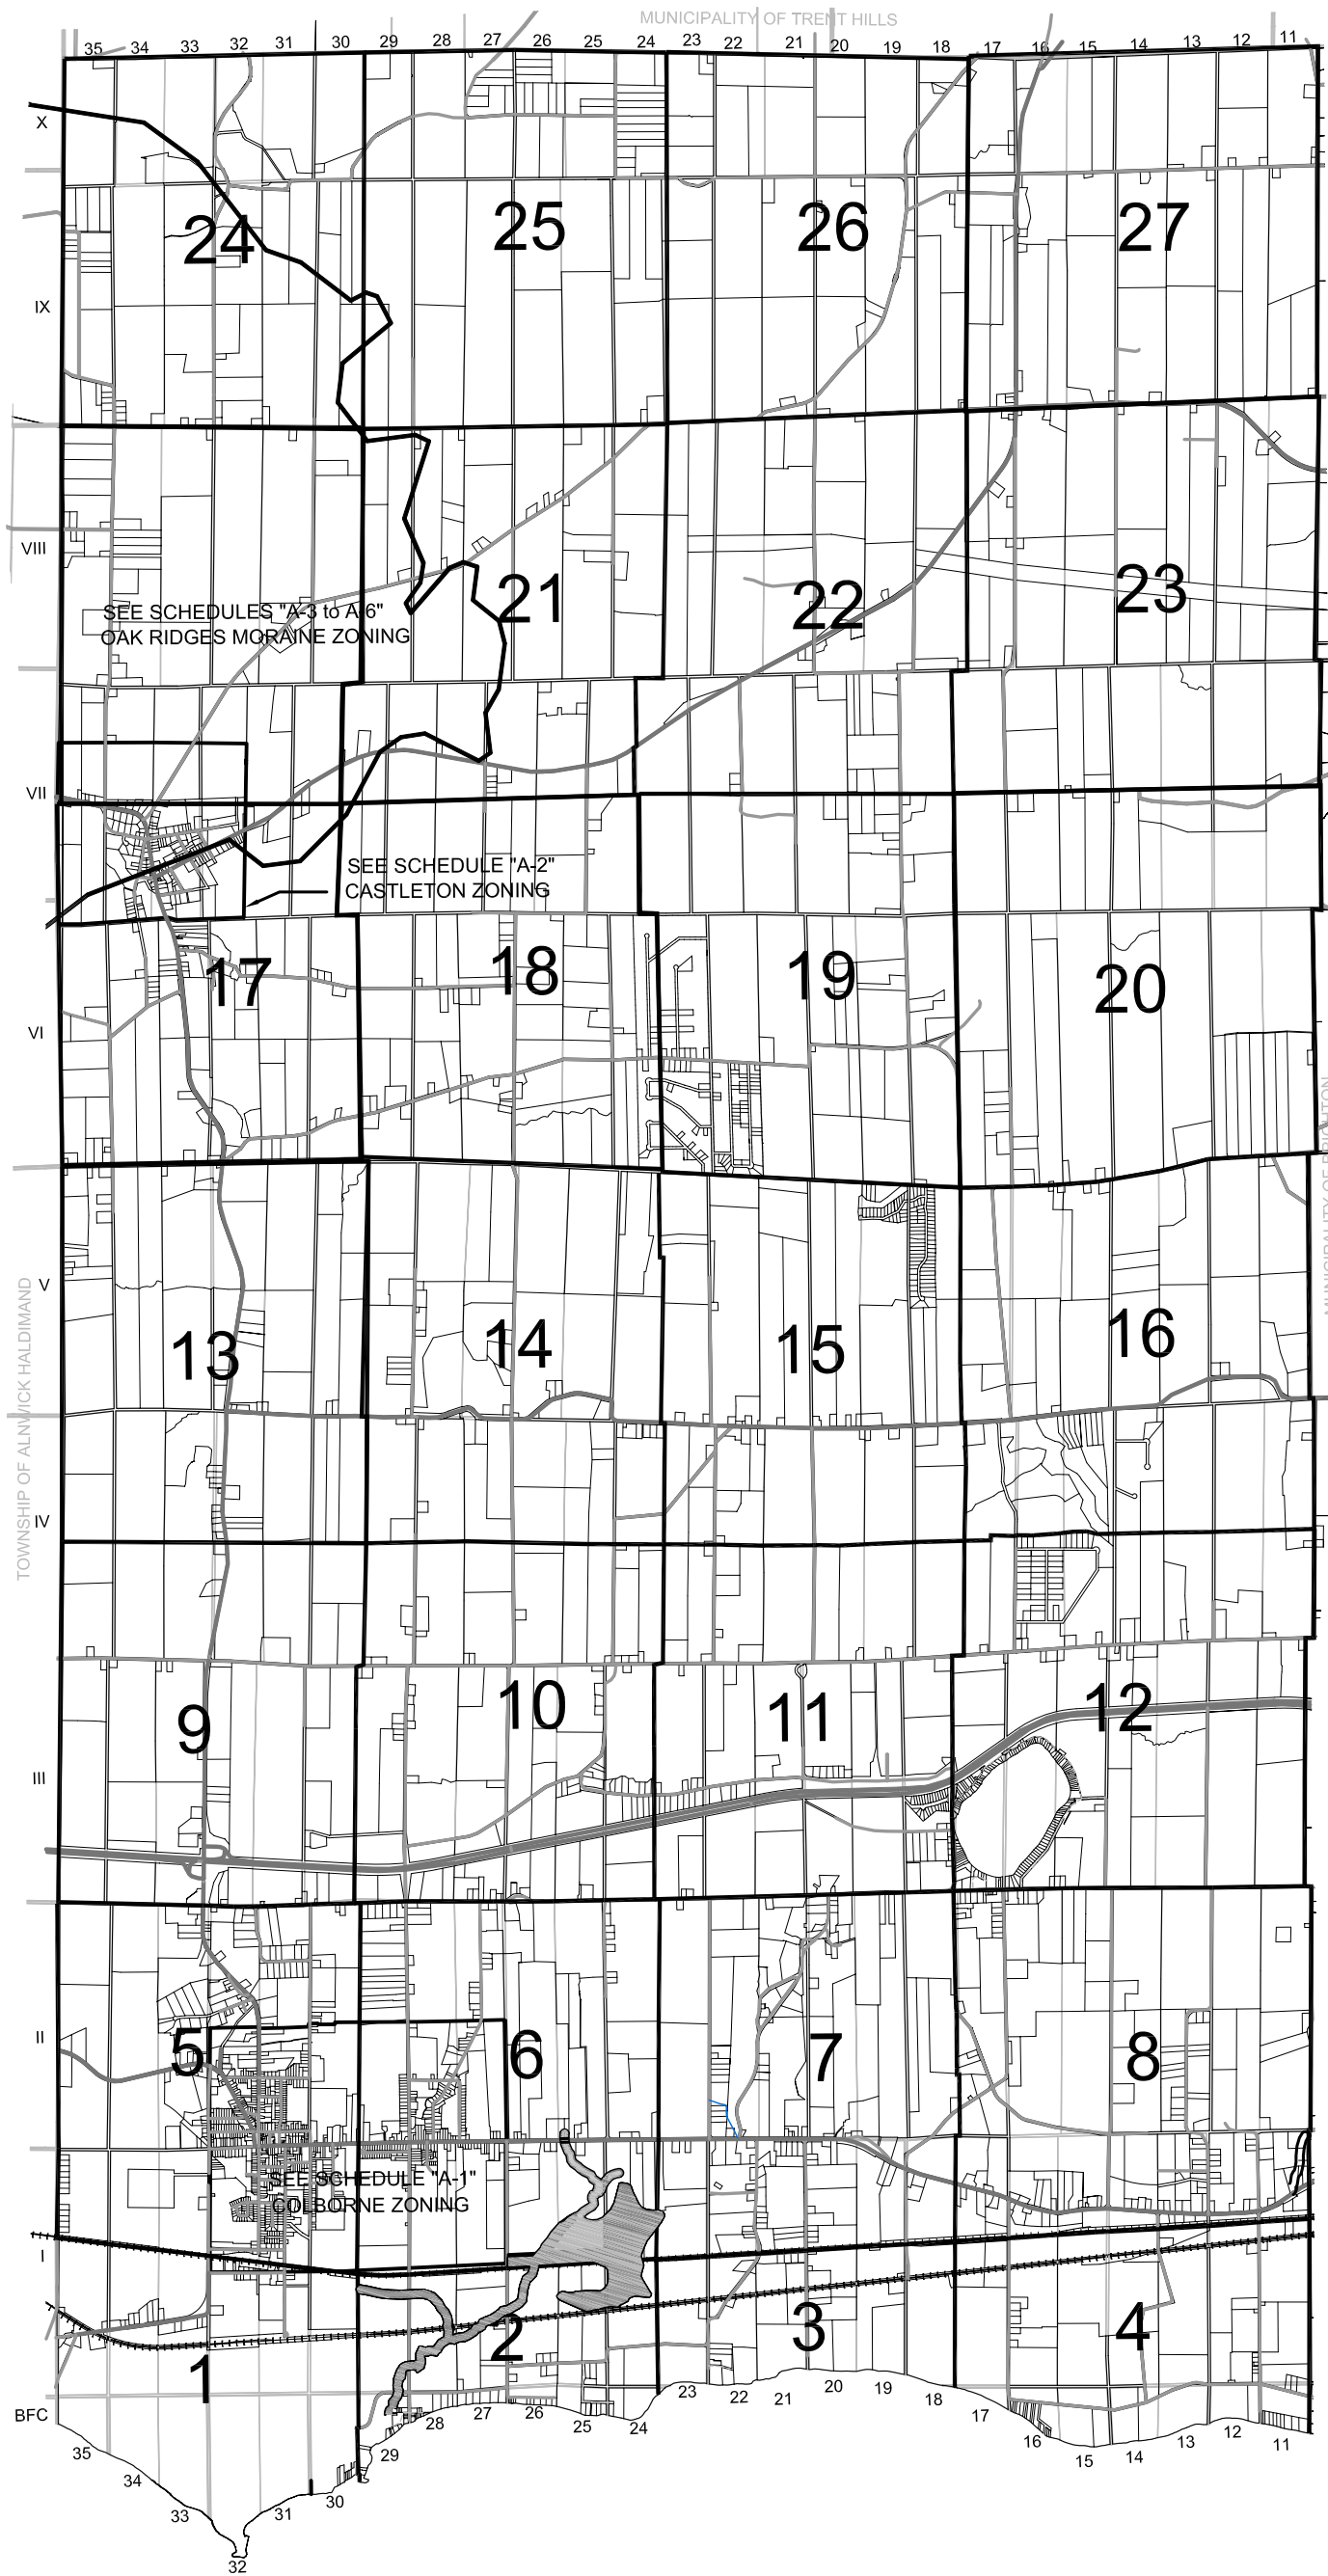 MUNICIPALITY OF TRENT HILLS
35 34 33 32 31 30 29 28 27 26 25 24 23 22 21 20 19 18 17 16 15 14 13 12 11
X
24 25 26 27
IX
VIII
21 22 23
SEE SCHEDULES "A-3 to A-6"
OAK RIDGES MORAINE ZONING
VII
SEE SCHEDULE "A-2"
CASTLETON ZONING
17 18 19 20
VI
MUNICIPALITY OF BRIGHTON
V
TOWNSHIP OF ALNWICK HALDIMAND
13 14 15 16
IV
9 10 11 12
III
II
5 6 7 8
SEE SCHEDULE "A-1"
COLBORNE ZONING
I
1 2 3 4
BFC
35 34 33 32 31 30 29 28 27 26 25 24 23 22 21 20 19 18 17 16 15 14 13 12 11